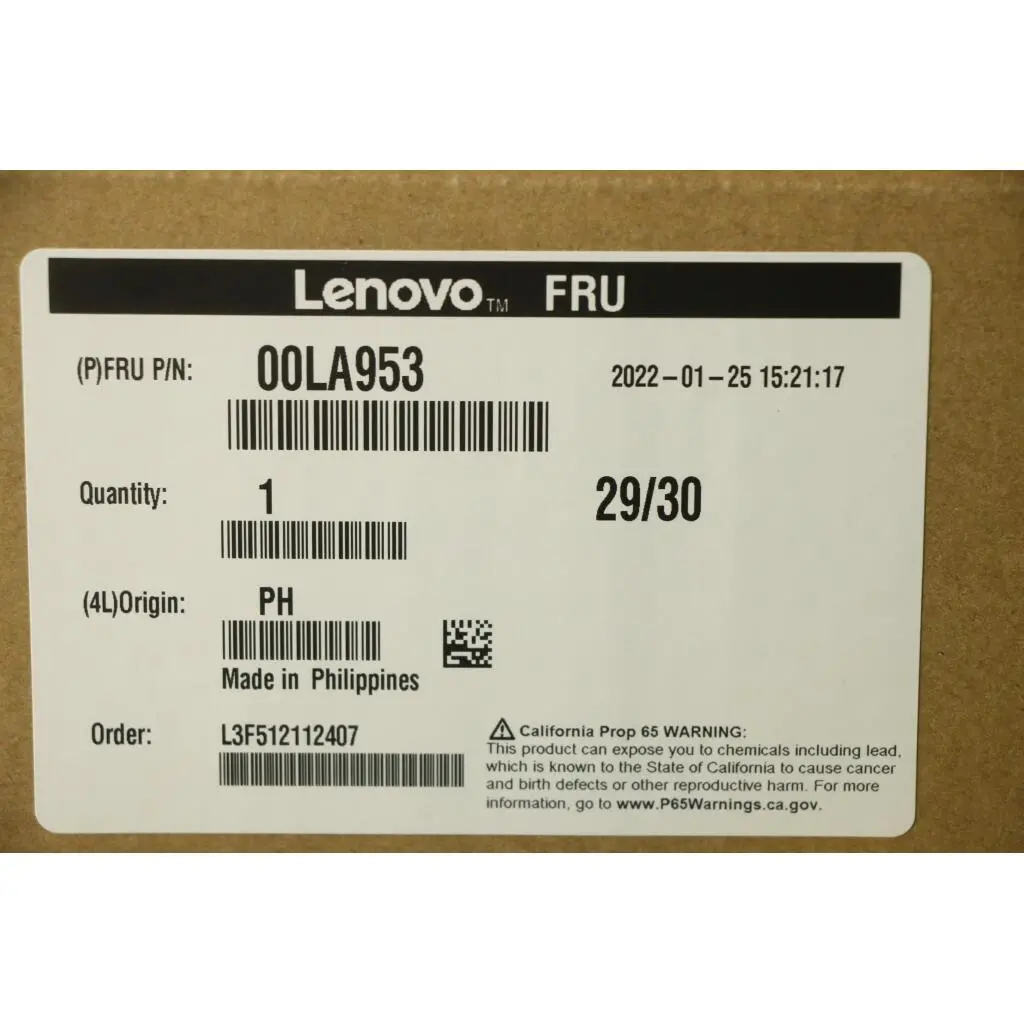 Lenovo™ FRU
(P)FRU P/N: 00LA953 2022-01-25 15:21:17
Quantity: 1 29/30
(4L)Origin: PH
Made in Philippines
Order: L3F512112407
⚠ California Prop 65 WARNING:
This product can expose you to chemicals including lead,
which is known to the State of California to cause cancer
and birth defects or other reproductive harm. For more
information, go to www.P65Warnings.ca.gov.